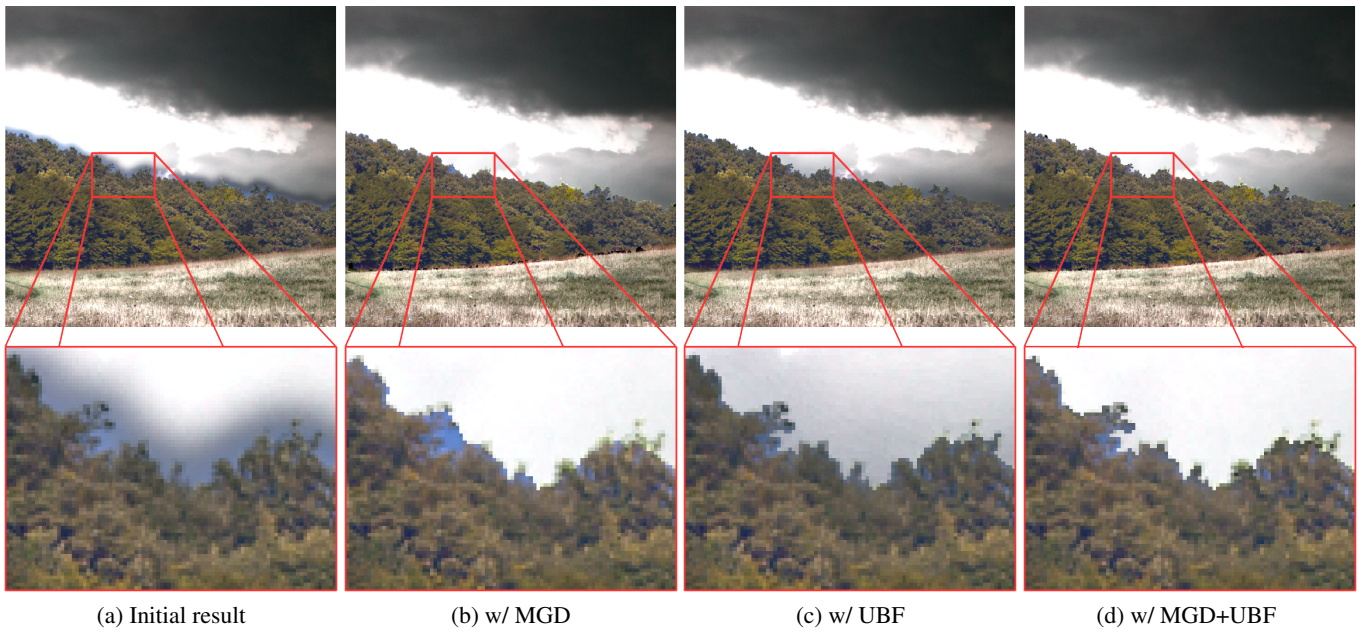 (a) Initial result
(b) w/ MGD
(c) w/ UBF
(d) w/ MGD+UBF